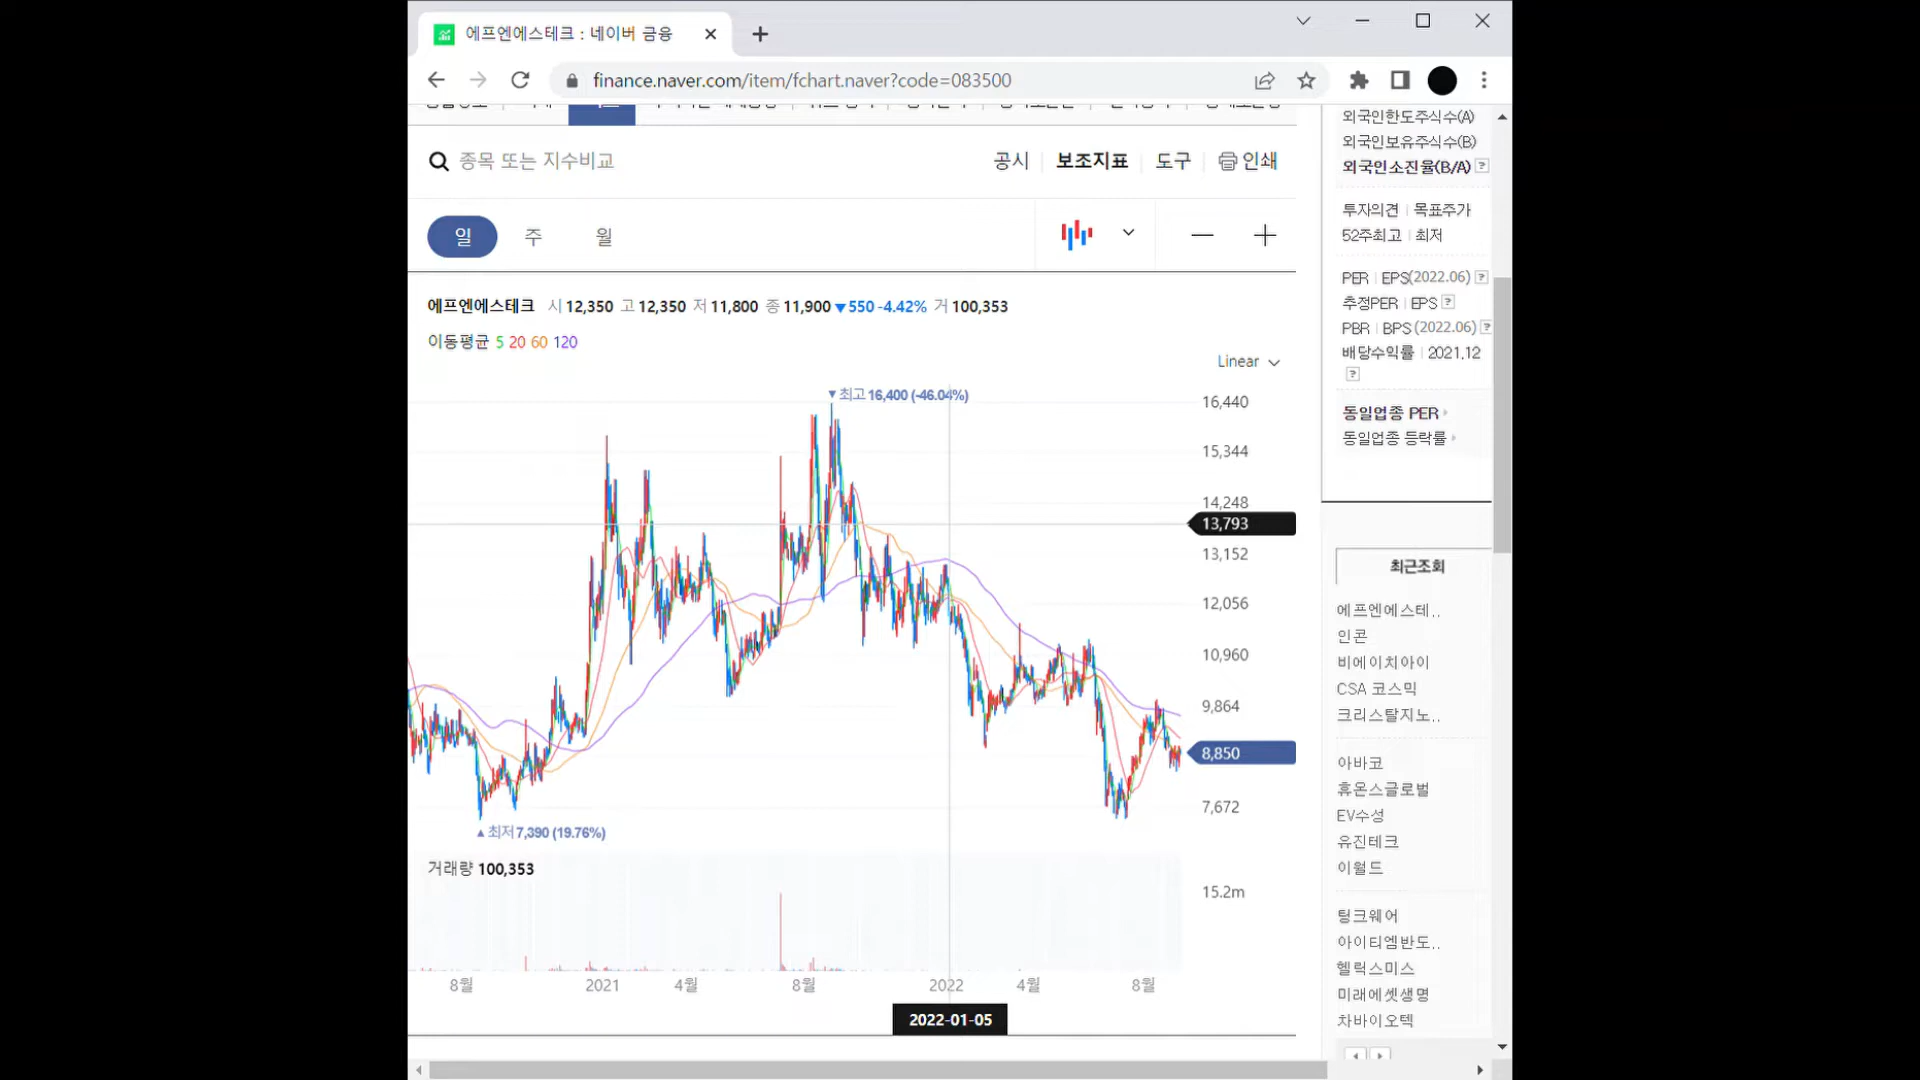 에프엔에스테크 : 네이버 금융
finance.naver.com/item/fchart.naver?code=083500
종목 또는 지수비교
공시 보조지표 도구 인쇄
일 주 월
에프엔에스테크 시 12,350 고 12,350 저 11,800 종 11,900 ▼550 -4.42% 거 100,353
이동평균 5 20 60 120
Linear
▼최고 16,400 (-46.04%)
16,440
15,344
14,248
13,793
13,152
12,056
10,960
9,864
8,850
7,672
▲최저 7,390 (19.76%)
거래량 100,353
15.2m
8월 2021 4월 8월 2022 4월 8월
2022-01-05
외국인한도주식수(A)
외국인보유주식수(B)
외국인소진율(B/A) ?
투자의견 | 목표주가
52주최고 | 최저
PER | EPS(2022.06) ?
추정PER | EPS ?
PBR | BPS (2022.06) ?
배당수익률 | 2021.12
?
동일업종 PER
동일업종 등락률
최근조회
에프엔에스테..
인콘
비에이치아이
CSA 코스믹
크리스탈지노..
아바코
휴온스글로벌
EV수성
유진테크
이월드
팅크웨어
아이티엠반도..
헬릭스미스
미래에셋생명
차바이오텍